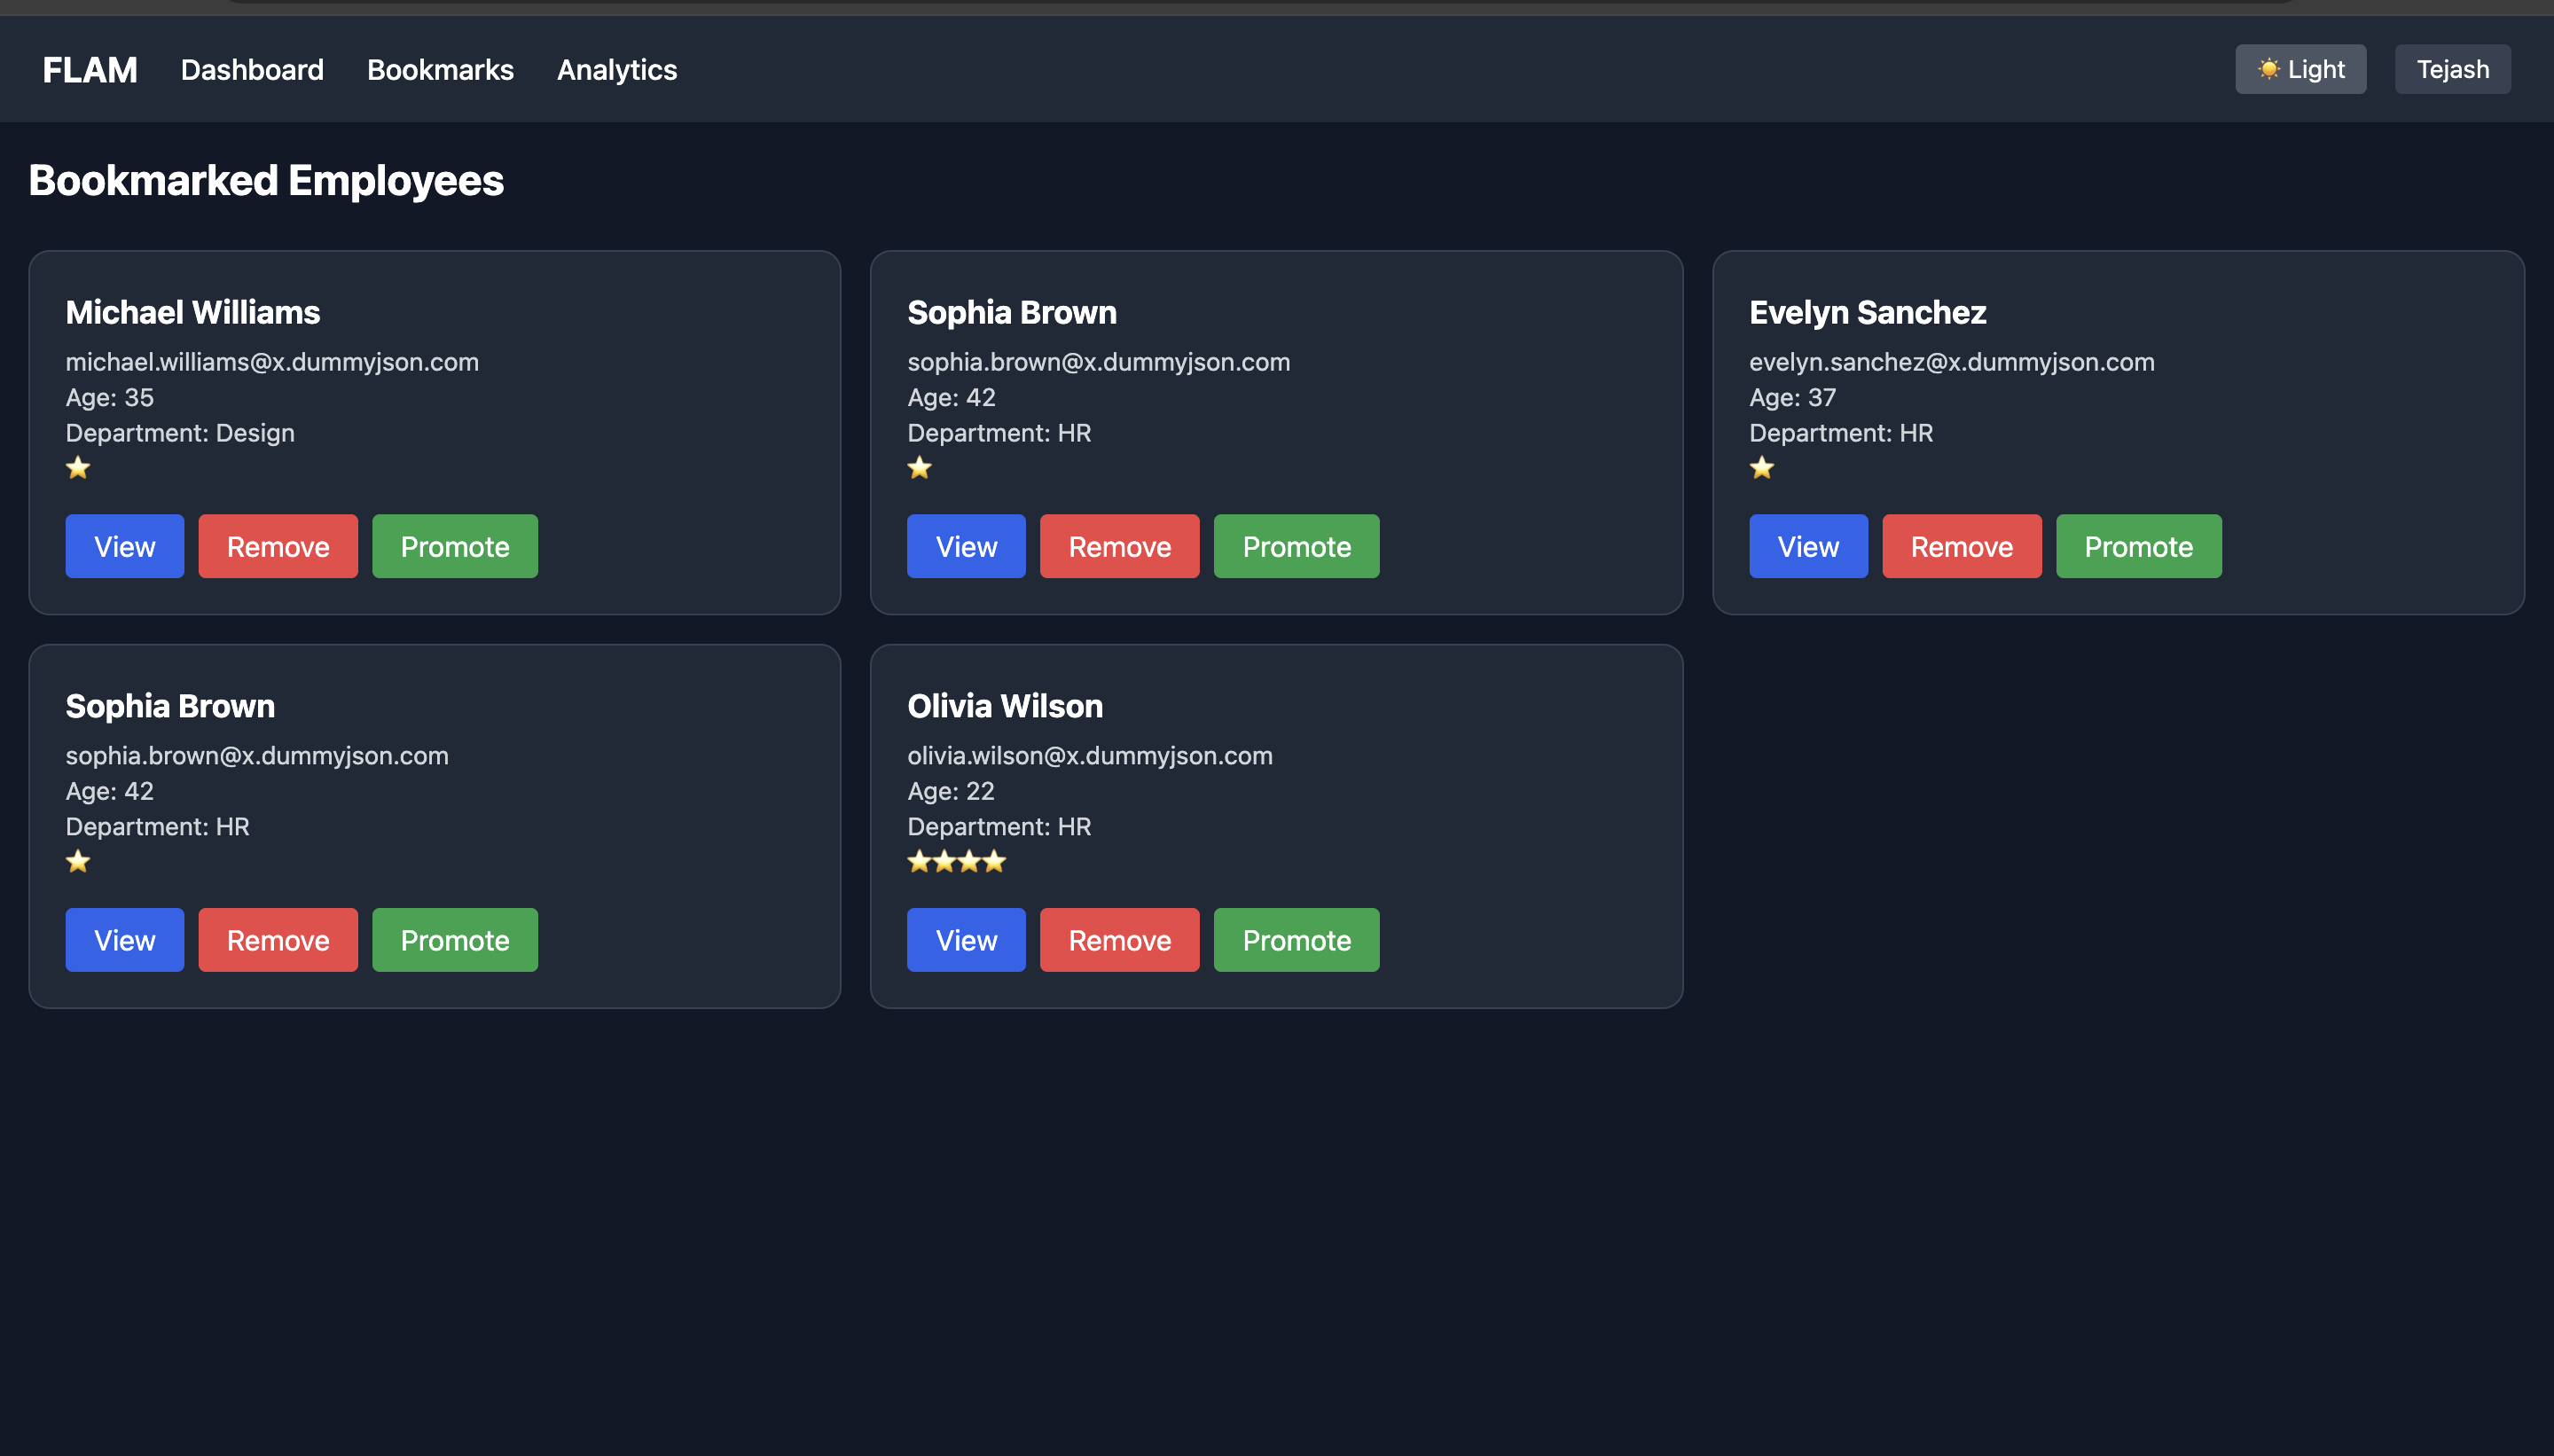 FLAM Dashboard Bookmarks Analytics ☀️ Light Tejash
Bookmarked Employees
Michael Williams
michael.williams@x.dummyjson.com
Age: 35
Department: Design
⭐
View Remove Promote
Sophia Brown
sophia.brown@x.dummyjson.com
Age: 42
Department: HR
⭐
View Remove Promote
Evelyn Sanchez
evelyn.sanchez@x.dummyjson.com
Age: 37
Department: HR
⭐
View Remove Promote
Sophia Brown
sophia.brown@x.dummyjson.com
Age: 42
Department: HR
⭐
View Remove Promote
Olivia Wilson
olivia.wilson@x.dummyjson.com
Age: 22
Department: HR
⭐⭐⭐⭐
View Remove Promote